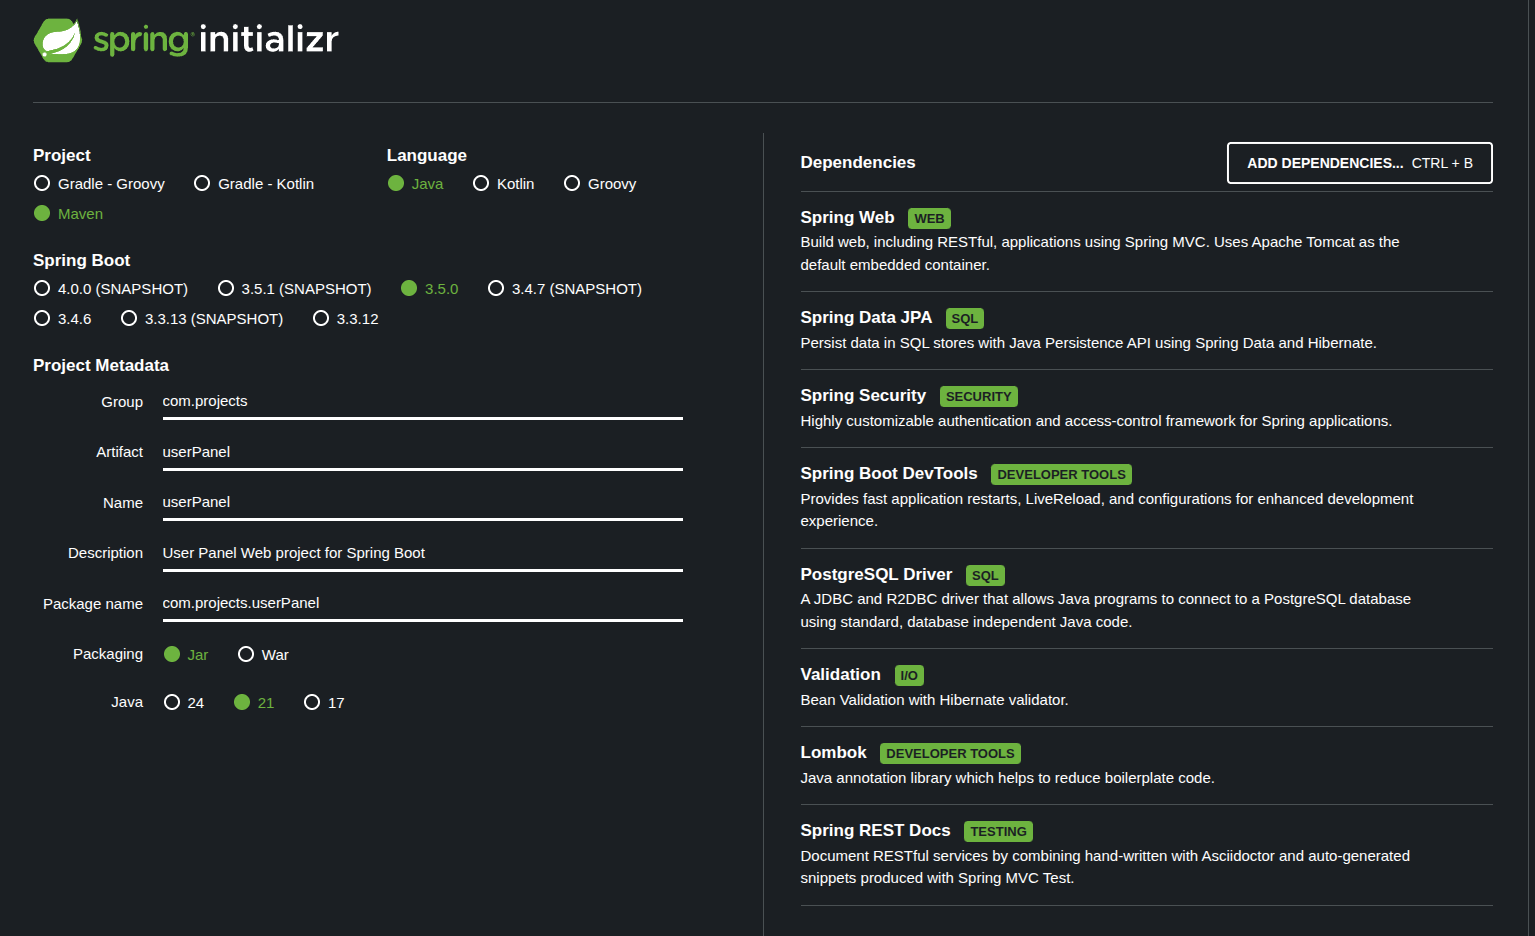 spring initializr
Project
Gradle - Groovy Gradle - Kotlin
Maven
Language
Java Kotlin Groovy
Spring Boot
4.0.0 (SNAPSHOT) 3.5.1 (SNAPSHOT) 3.5.0 3.4.7 (SNAPSHOT)
3.4.6 3.3.13 (SNAPSHOT) 3.3.12
Project Metadata
Group com.projects
Artifact userPanel
Name userPanel
Description User Panel Web project for Spring Boot
Package name com.projects.userPanel
Packaging Jar War
Java 24 21 17
Dependencies ADD DEPENDENCIES... CTRL + B
Spring Web WEB
Build web, including RESTful, applications using Spring MVC. Uses Apache Tomcat as the
default embedded container.
Spring Data JPA SQL
Persist data in SQL stores with Java Persistence API using Spring Data and Hibernate.
Spring Security SECURITY
Highly customizable authentication and access-control framework for Spring applications.
Spring Boot DevTools DEVELOPER TOOLS
Provides fast application restarts, LiveReload, and configurations for enhanced development
experience.
PostgreSQL Driver SQL
A JDBC and R2DBC driver that allows Java programs to connect to a PostgreSQL database
using standard, database independent Java code.
Validation I/O
Bean Validation with Hibernate validator.
Lombok DEVELOPER TOOLS
Java annotation library which helps to reduce boilerplate code.
Spring REST Docs TESTING
Document RESTful services by combining hand-written with Asciidoctor and auto-generated
snippets produced with Spring MVC Test.